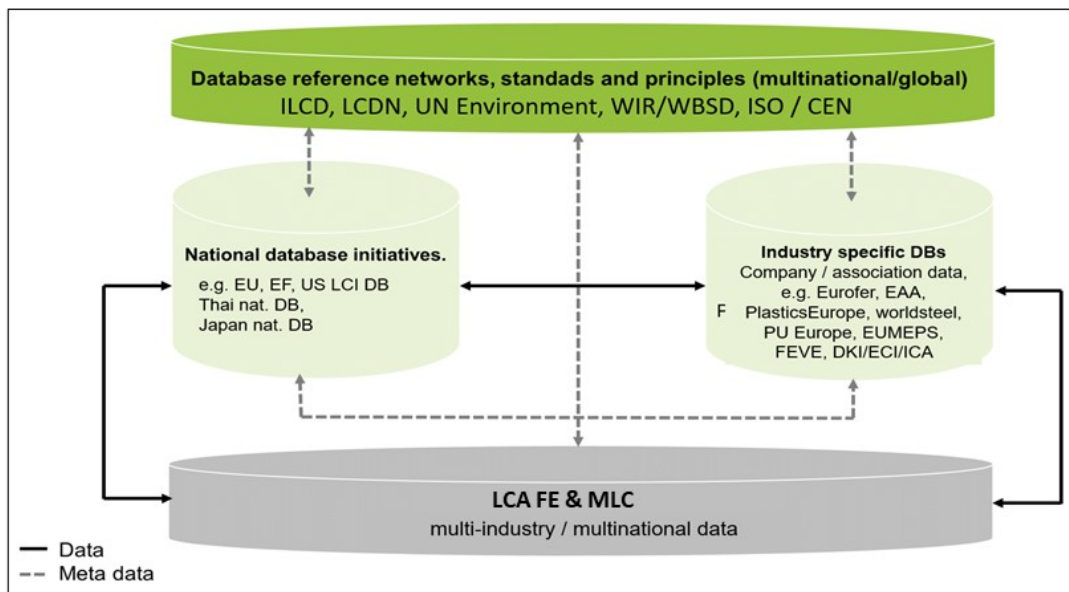 Database reference networks, standads and principles (multinational/global)
ILCD, LCDN, UN Environment, WIR/WBSD, ISO / CEN
National database initiatives.
e.g. EU, EF, US LCI DB
Thai nat. DB,
Japan nat. DB
Industry specific DBs
Company / association data,
e.g. Eurofer, EAA,
F PlasticsEurope, worldsteel,
PU Europe, EUMEPS,
FEVE, DKI/ECI/ICA
LCA FE & MLC
multi-industry / multinational data
Data
Meta data